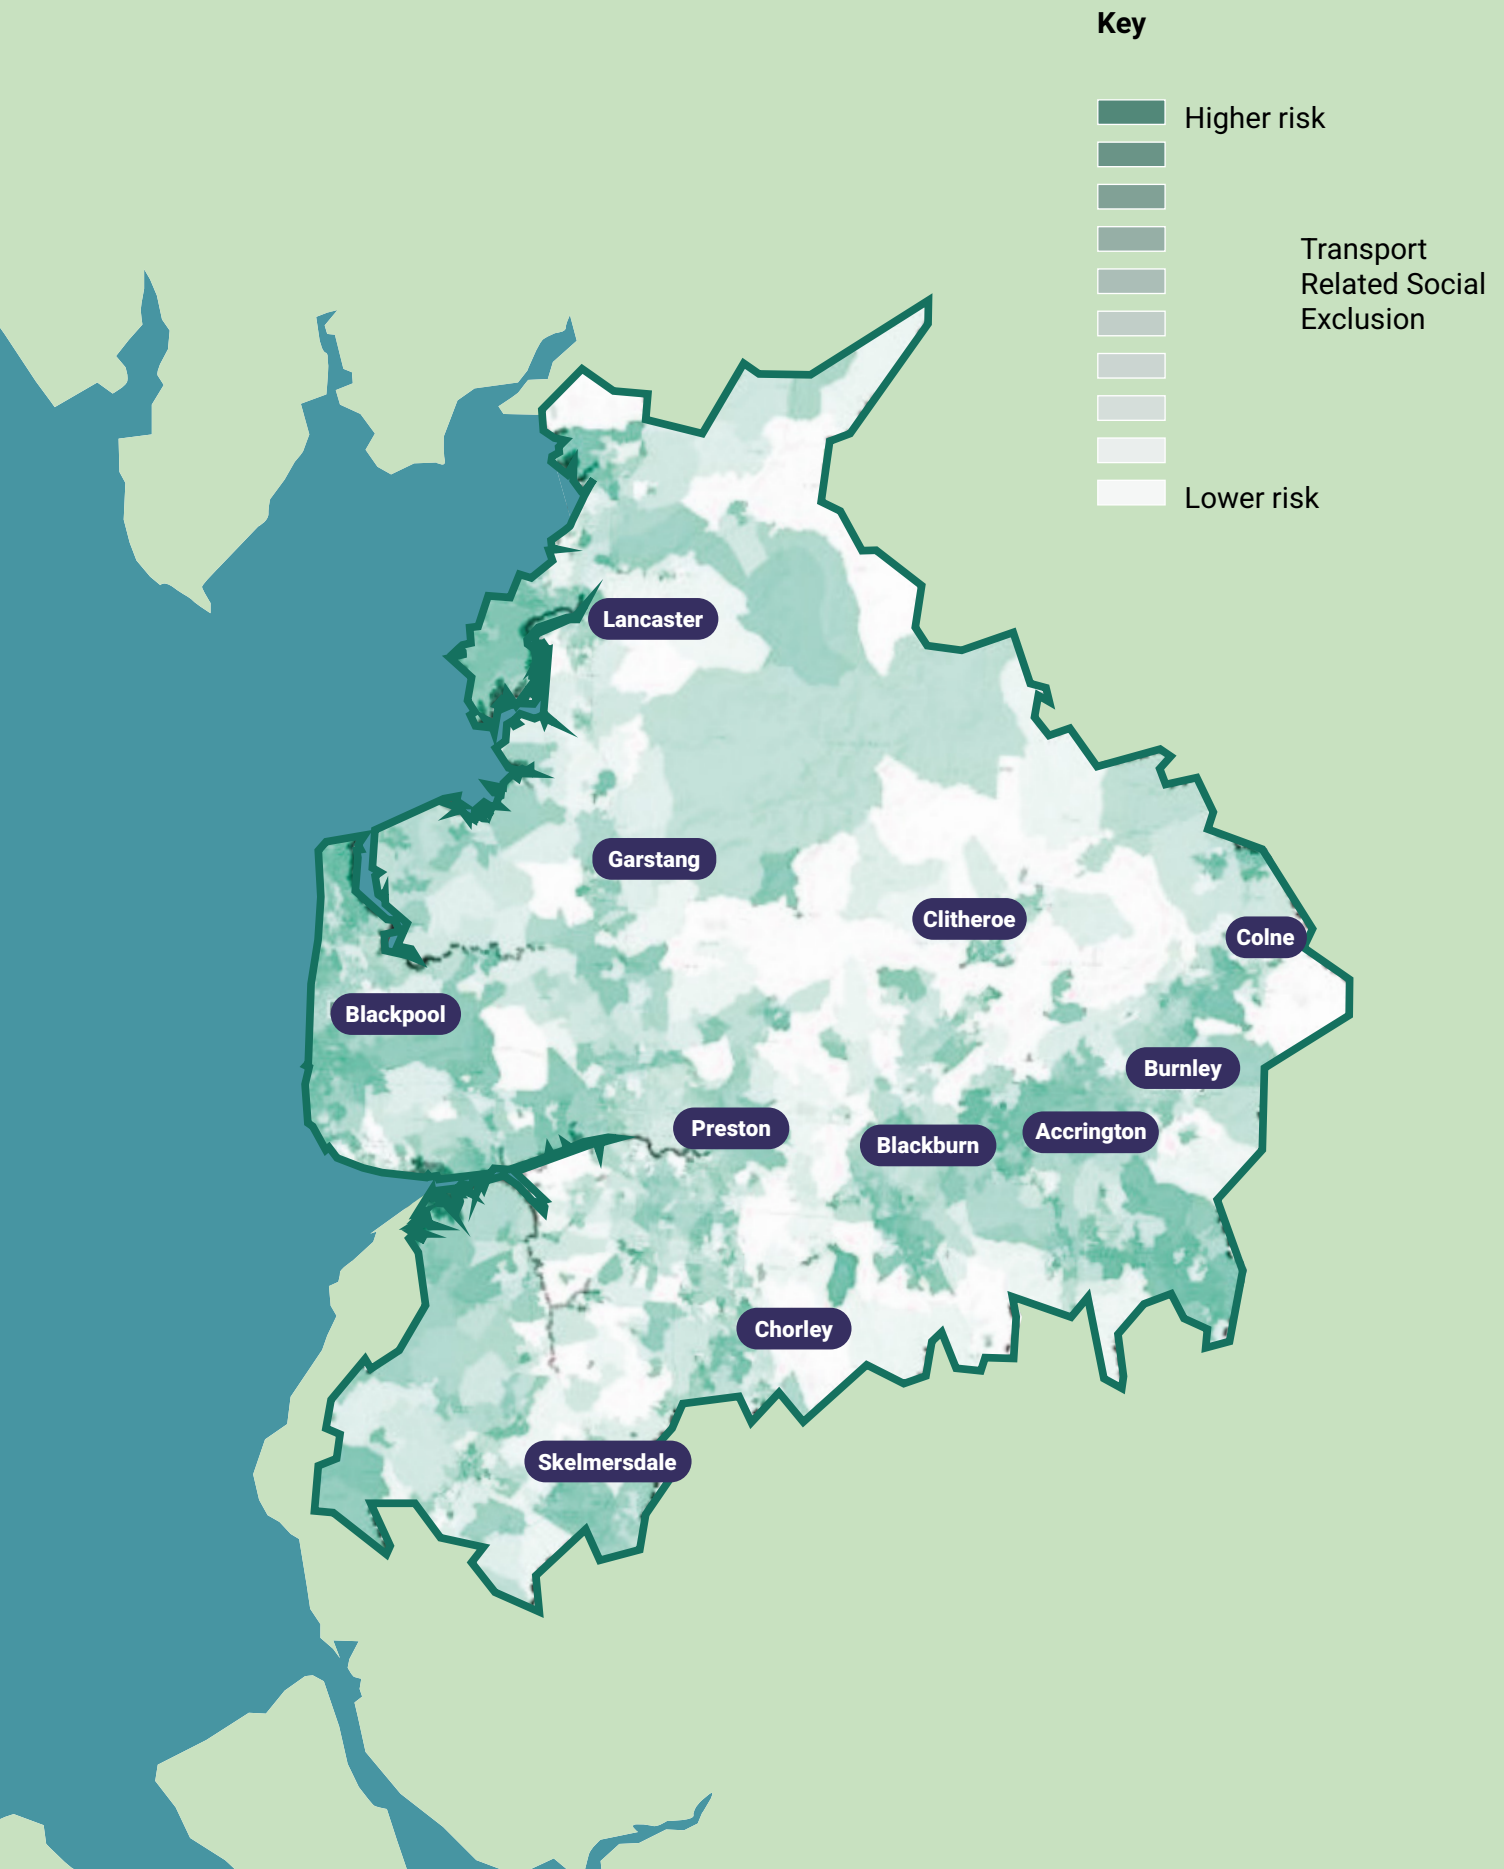 Key
Higher risk
Transport
Related Social
Exclusion
Lower risk
Lancaster
Garstang
Clitheroe
Colne
Blackpool
Burnley
Preston
Accrington
Blackburn
Chorley
Skelmersdale